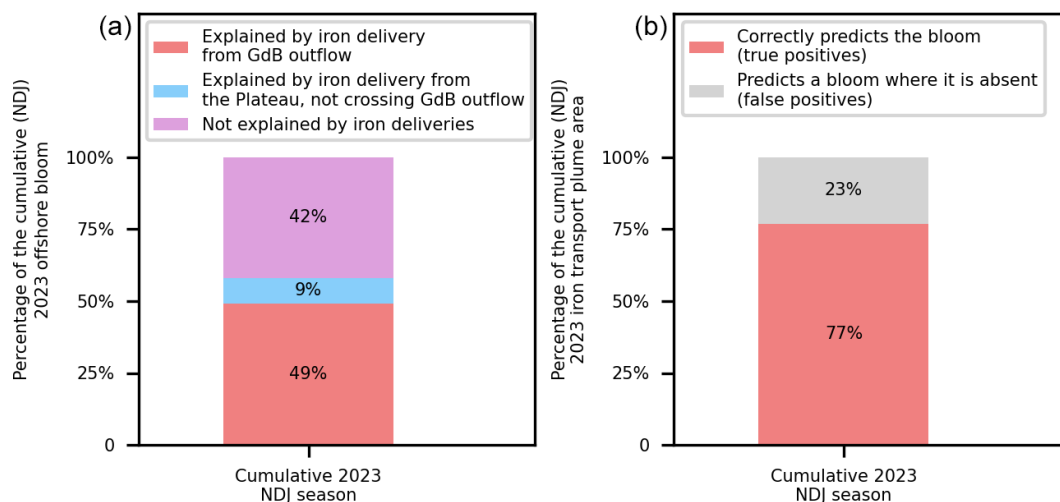 (a)
Explained by iron delivery
from GdB outflow
Explained by iron delivery from
the Plateau, not crossing GdB outflow
Not explained by iron deliveries
Percentage of the cumulative (NDJ)
2023 offshore bloom
100%
75%
50%
25%
0
42%
9%
49%
Cumulative 2023
NDJ season
(b)
Correctly predicts the bloom
(true positives)
Predicts a bloom where it is absent
(false positives)
Percentage of the cumulative (NDJ)
2023 iron transport plume area
100%
75%
50%
25%
0
23%
77%
Cumulative 2023
NDJ season